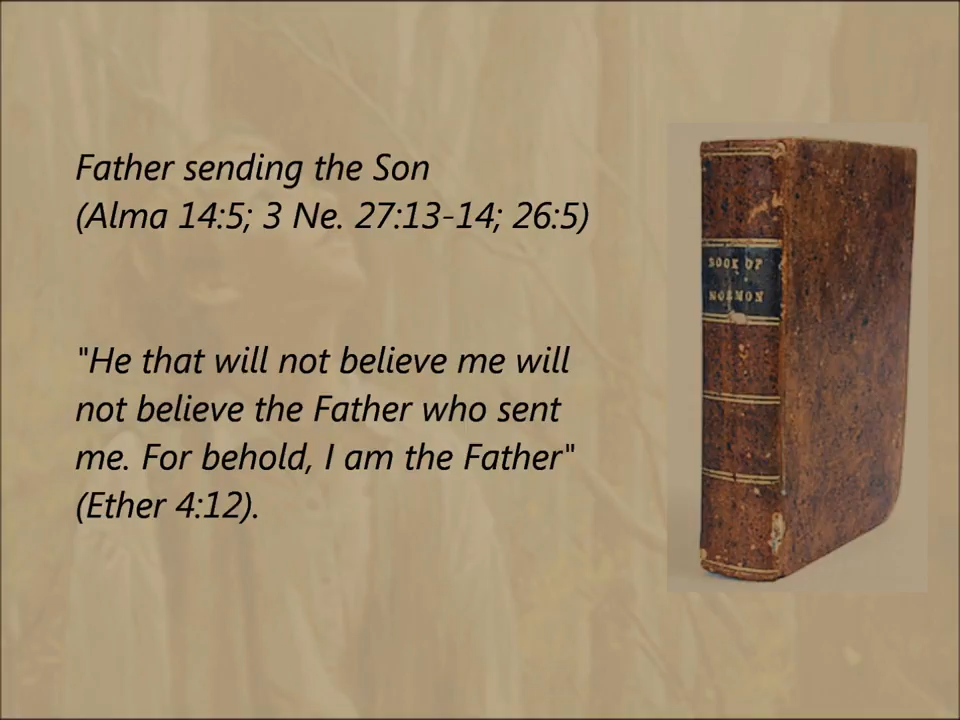 Father sending the Son
(Alma 14:5; 3 Ne. 27:13-14; 26:5)
"He that will not believe me will
not believe the Father who sent
me. For behold, I am the Father"
(Ether 4:12).
BOOK OF
MORMON